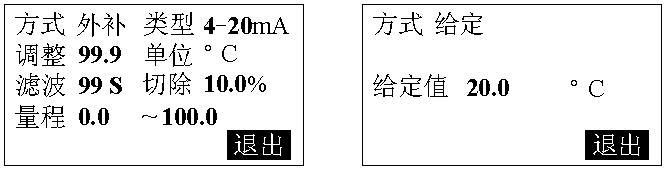 方式 外补 类型 4-20mA
调整 99.9 单位 °C
滤波 99 S 切除 10.0%
量程 0.0 ~100.0
退出
方式 给定
给定值 20.0 °C
退出